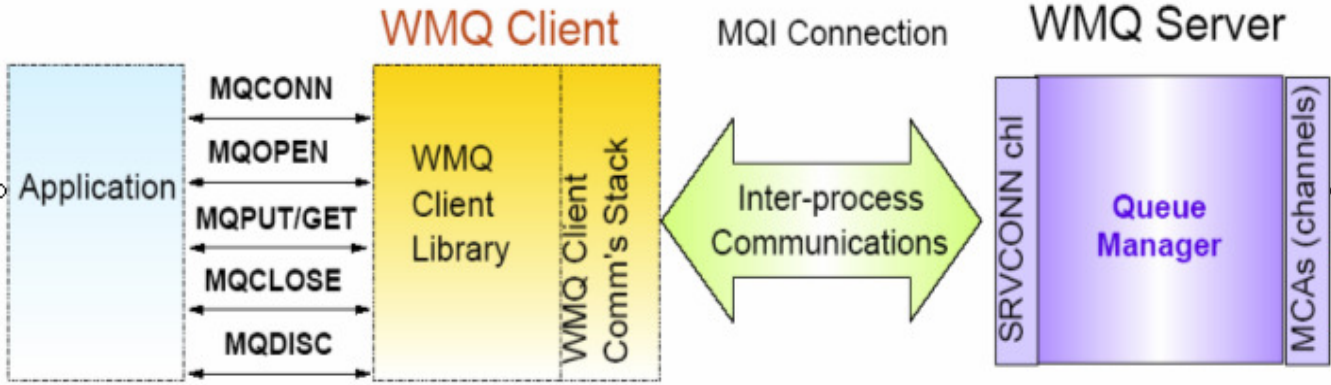 WMQ Client
MQI Connection
WMQ Server
Application
MQCONN
MQOPEN
MQPUT/GET
MQCLOSE
MQDISC
WMQ
Client
Library
WMQ Client
Comm's Stack
Inter-process
Communications
SRVCONN chl
Queue
Manager
MCAs (channels)